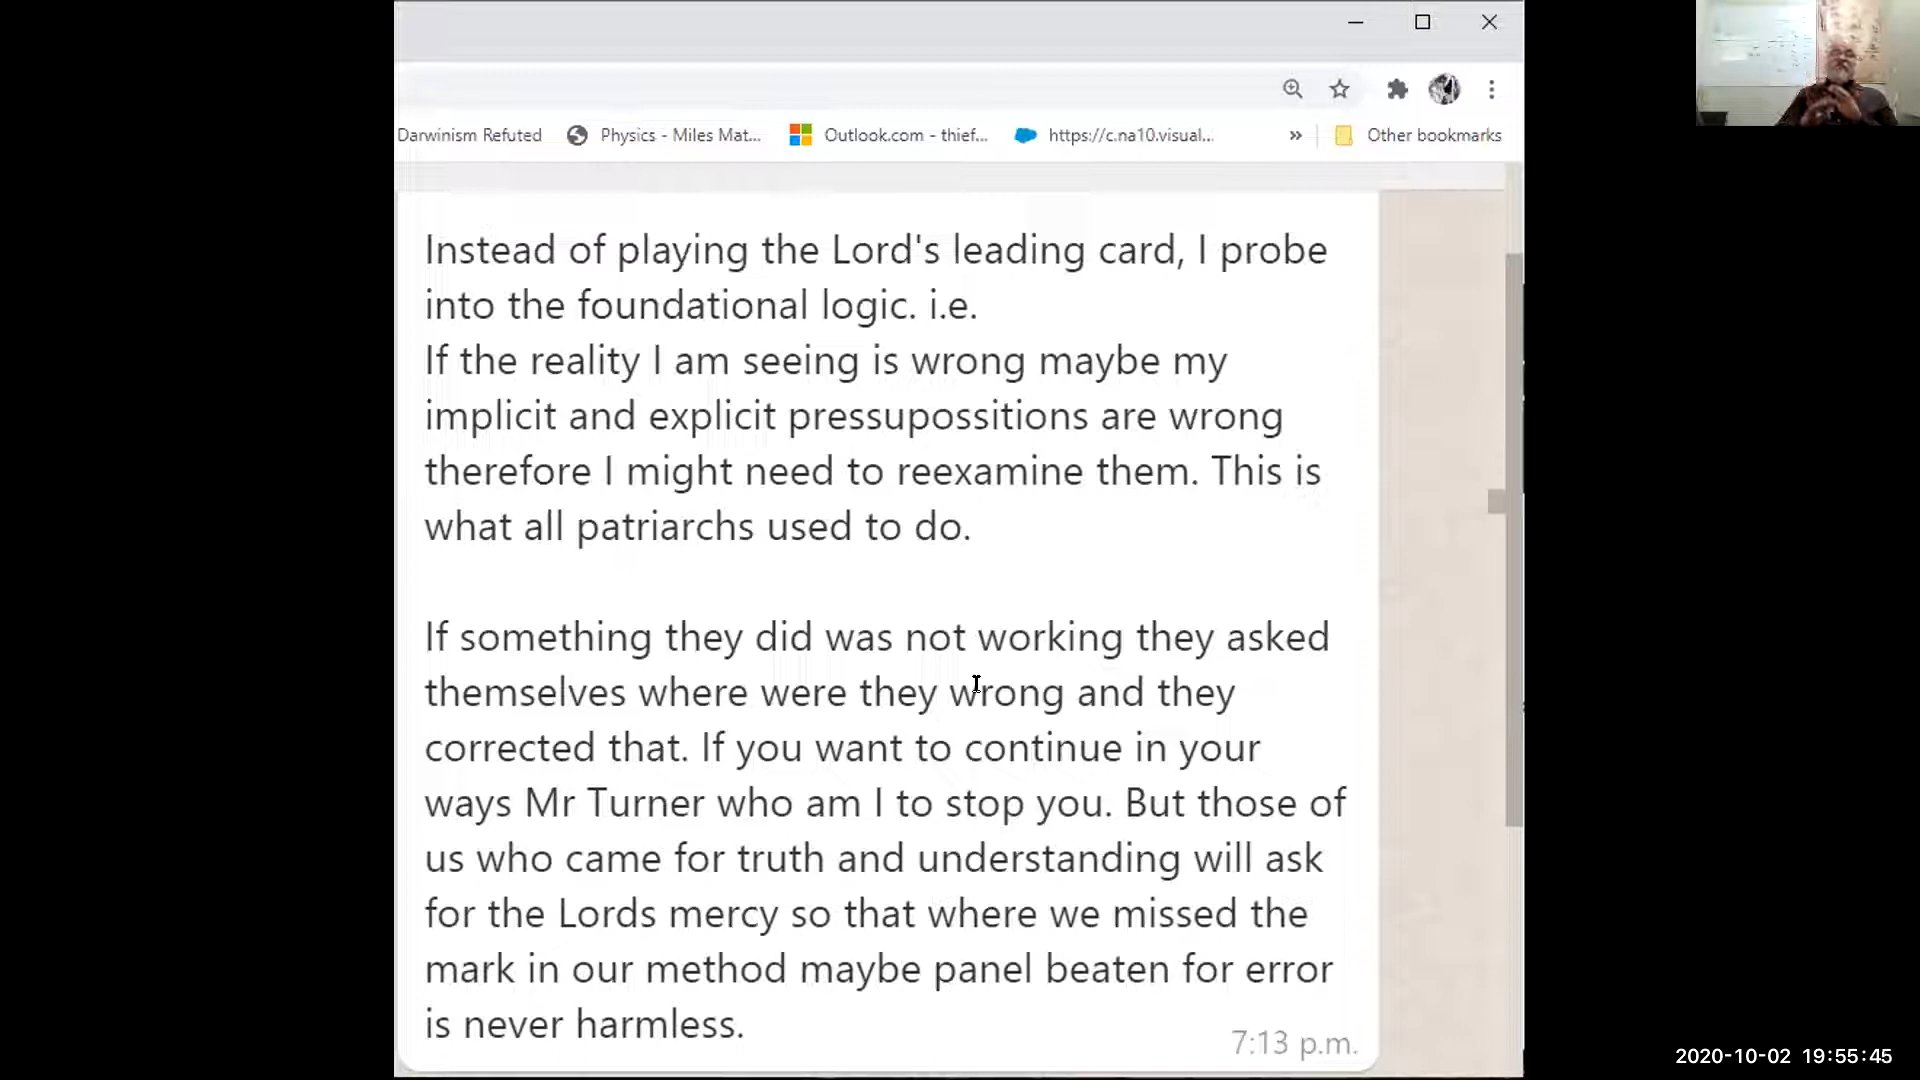 Darwinism Refuted Physics - Miles Mat... Outlook.com - thief... https://c.na10.visual... » Other bookmarks
Instead of playing the Lord's leading card, I probe
into the foundational logic. i.e.
If the reality I am seeing is wrong maybe my
implicit and explicit pressupossitions are wrong
therefore I might need to reexamine them. This is
what all patriarchs used to do.
If something they did was not working they asked
themselves where were they wrong and they
corrected that. If you want to continue in your
ways Mr Turner who am I to stop you. But those of
us who came for truth and understanding will ask
for the Lords mercy so that where we missed the
mark in our method maybe panel beaten for error
is never harmless.
7:13 p.m.
2020-10-02 19:55:45